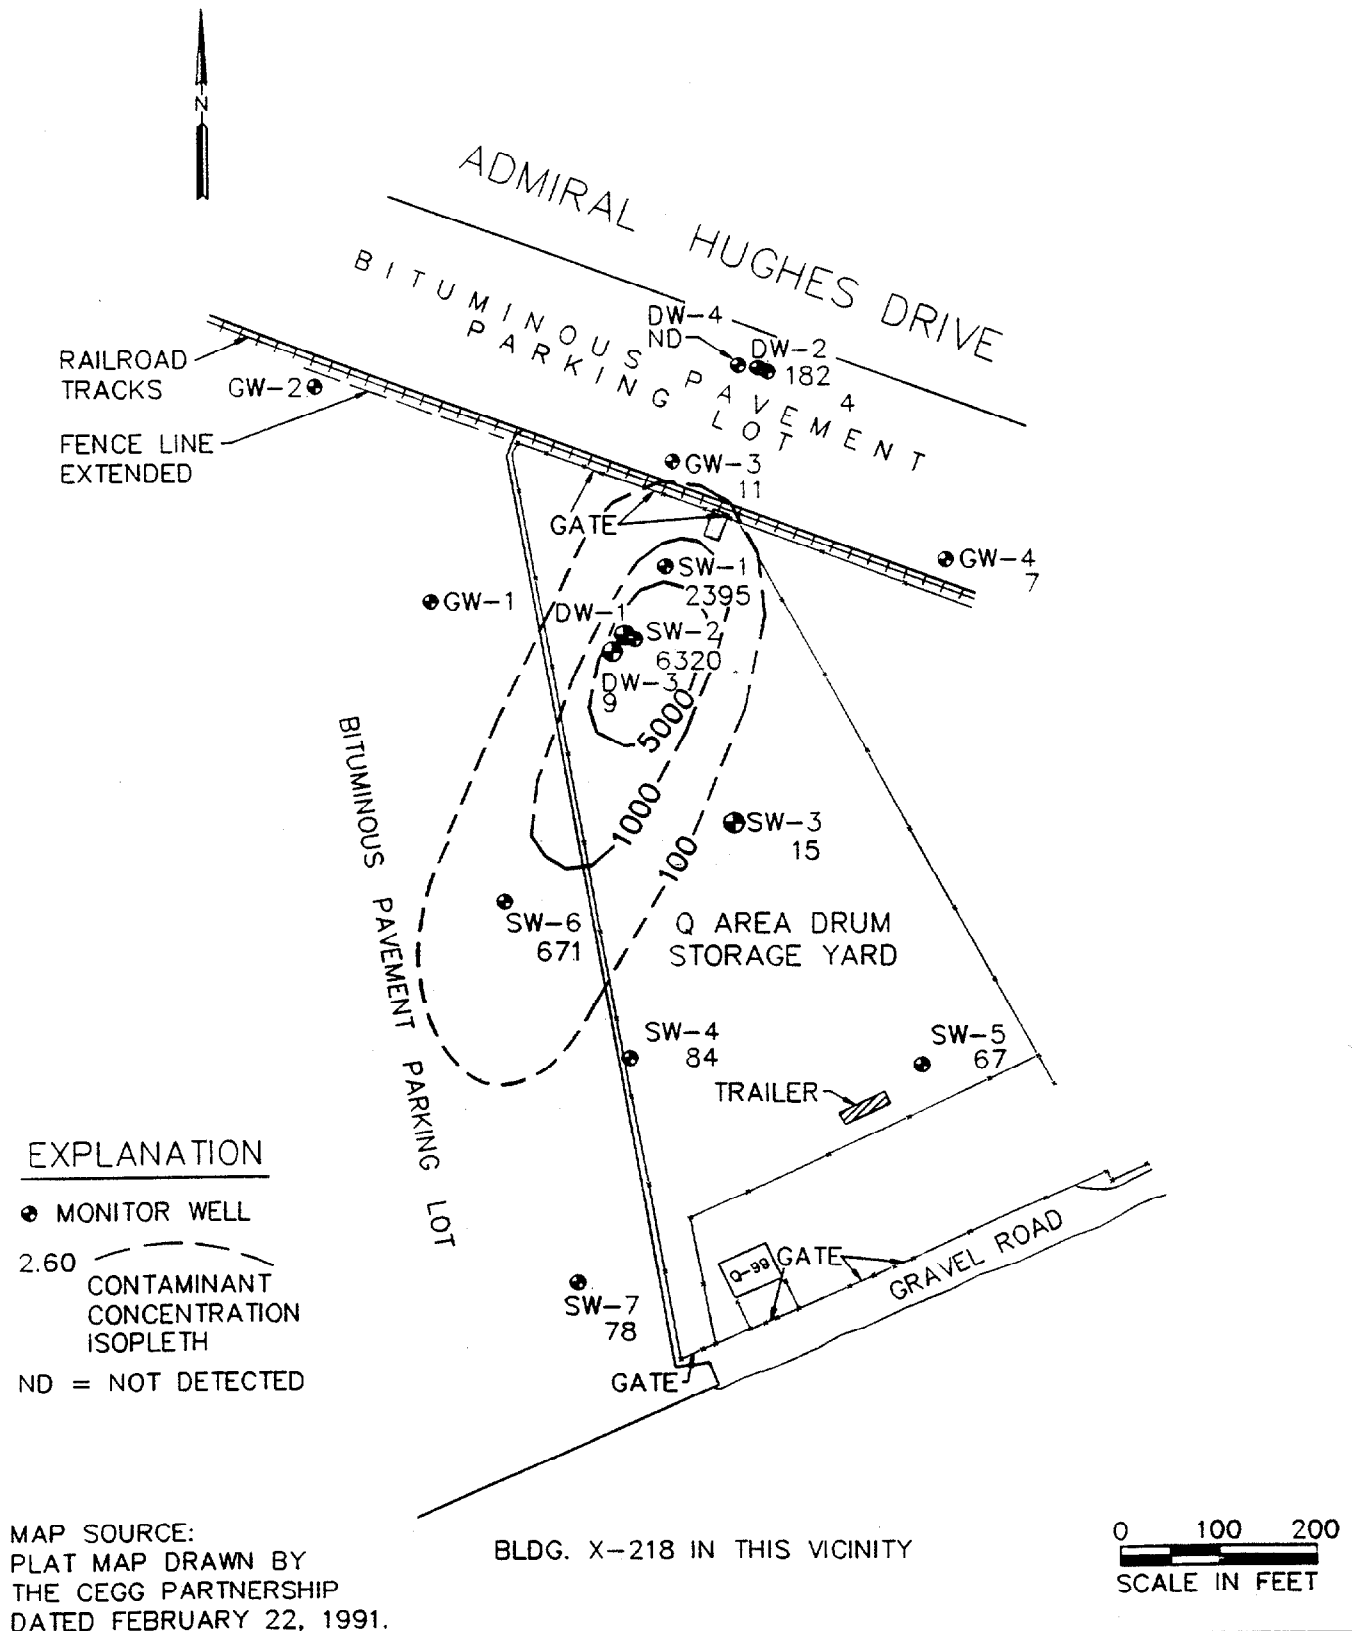 N
ADMIRAL HUGHES DRIVE
BITUMINOUS PAVEMENT
PARKING LOT
DW-4
ND
DW-2
182
4
RAILROAD
TRACKS
GW-2
FENCE LINE
EXTENDED
GW-3
11
GATE
GW-4
7
SW-1
2395
GW-1
DW-1
SW-2
6320
DW-3
9
5000
1000
100
SW-3
15
BITUMINOUS PAVEMENT PARKING LOT
SW-6
671
Q AREA DRUM
STORAGE YARD
SW-4
84
SW-5
67
TRAILER
EXPLANATION
MONITOR WELL
2.60
CONTAMINANT
CONCENTRATION
ISOPLETH
ND = NOT DETECTED
Q-99
GATE
GRAVEL ROAD
SW-7
78
GATE
MAP SOURCE:
PLAT MAP DRAWN BY
THE CEGG PARTNERSHIP
DATED FEBRUARY 22, 1991.
BLDG. X-218 IN THIS VICINITY
0 100 200
SCALE IN FEET